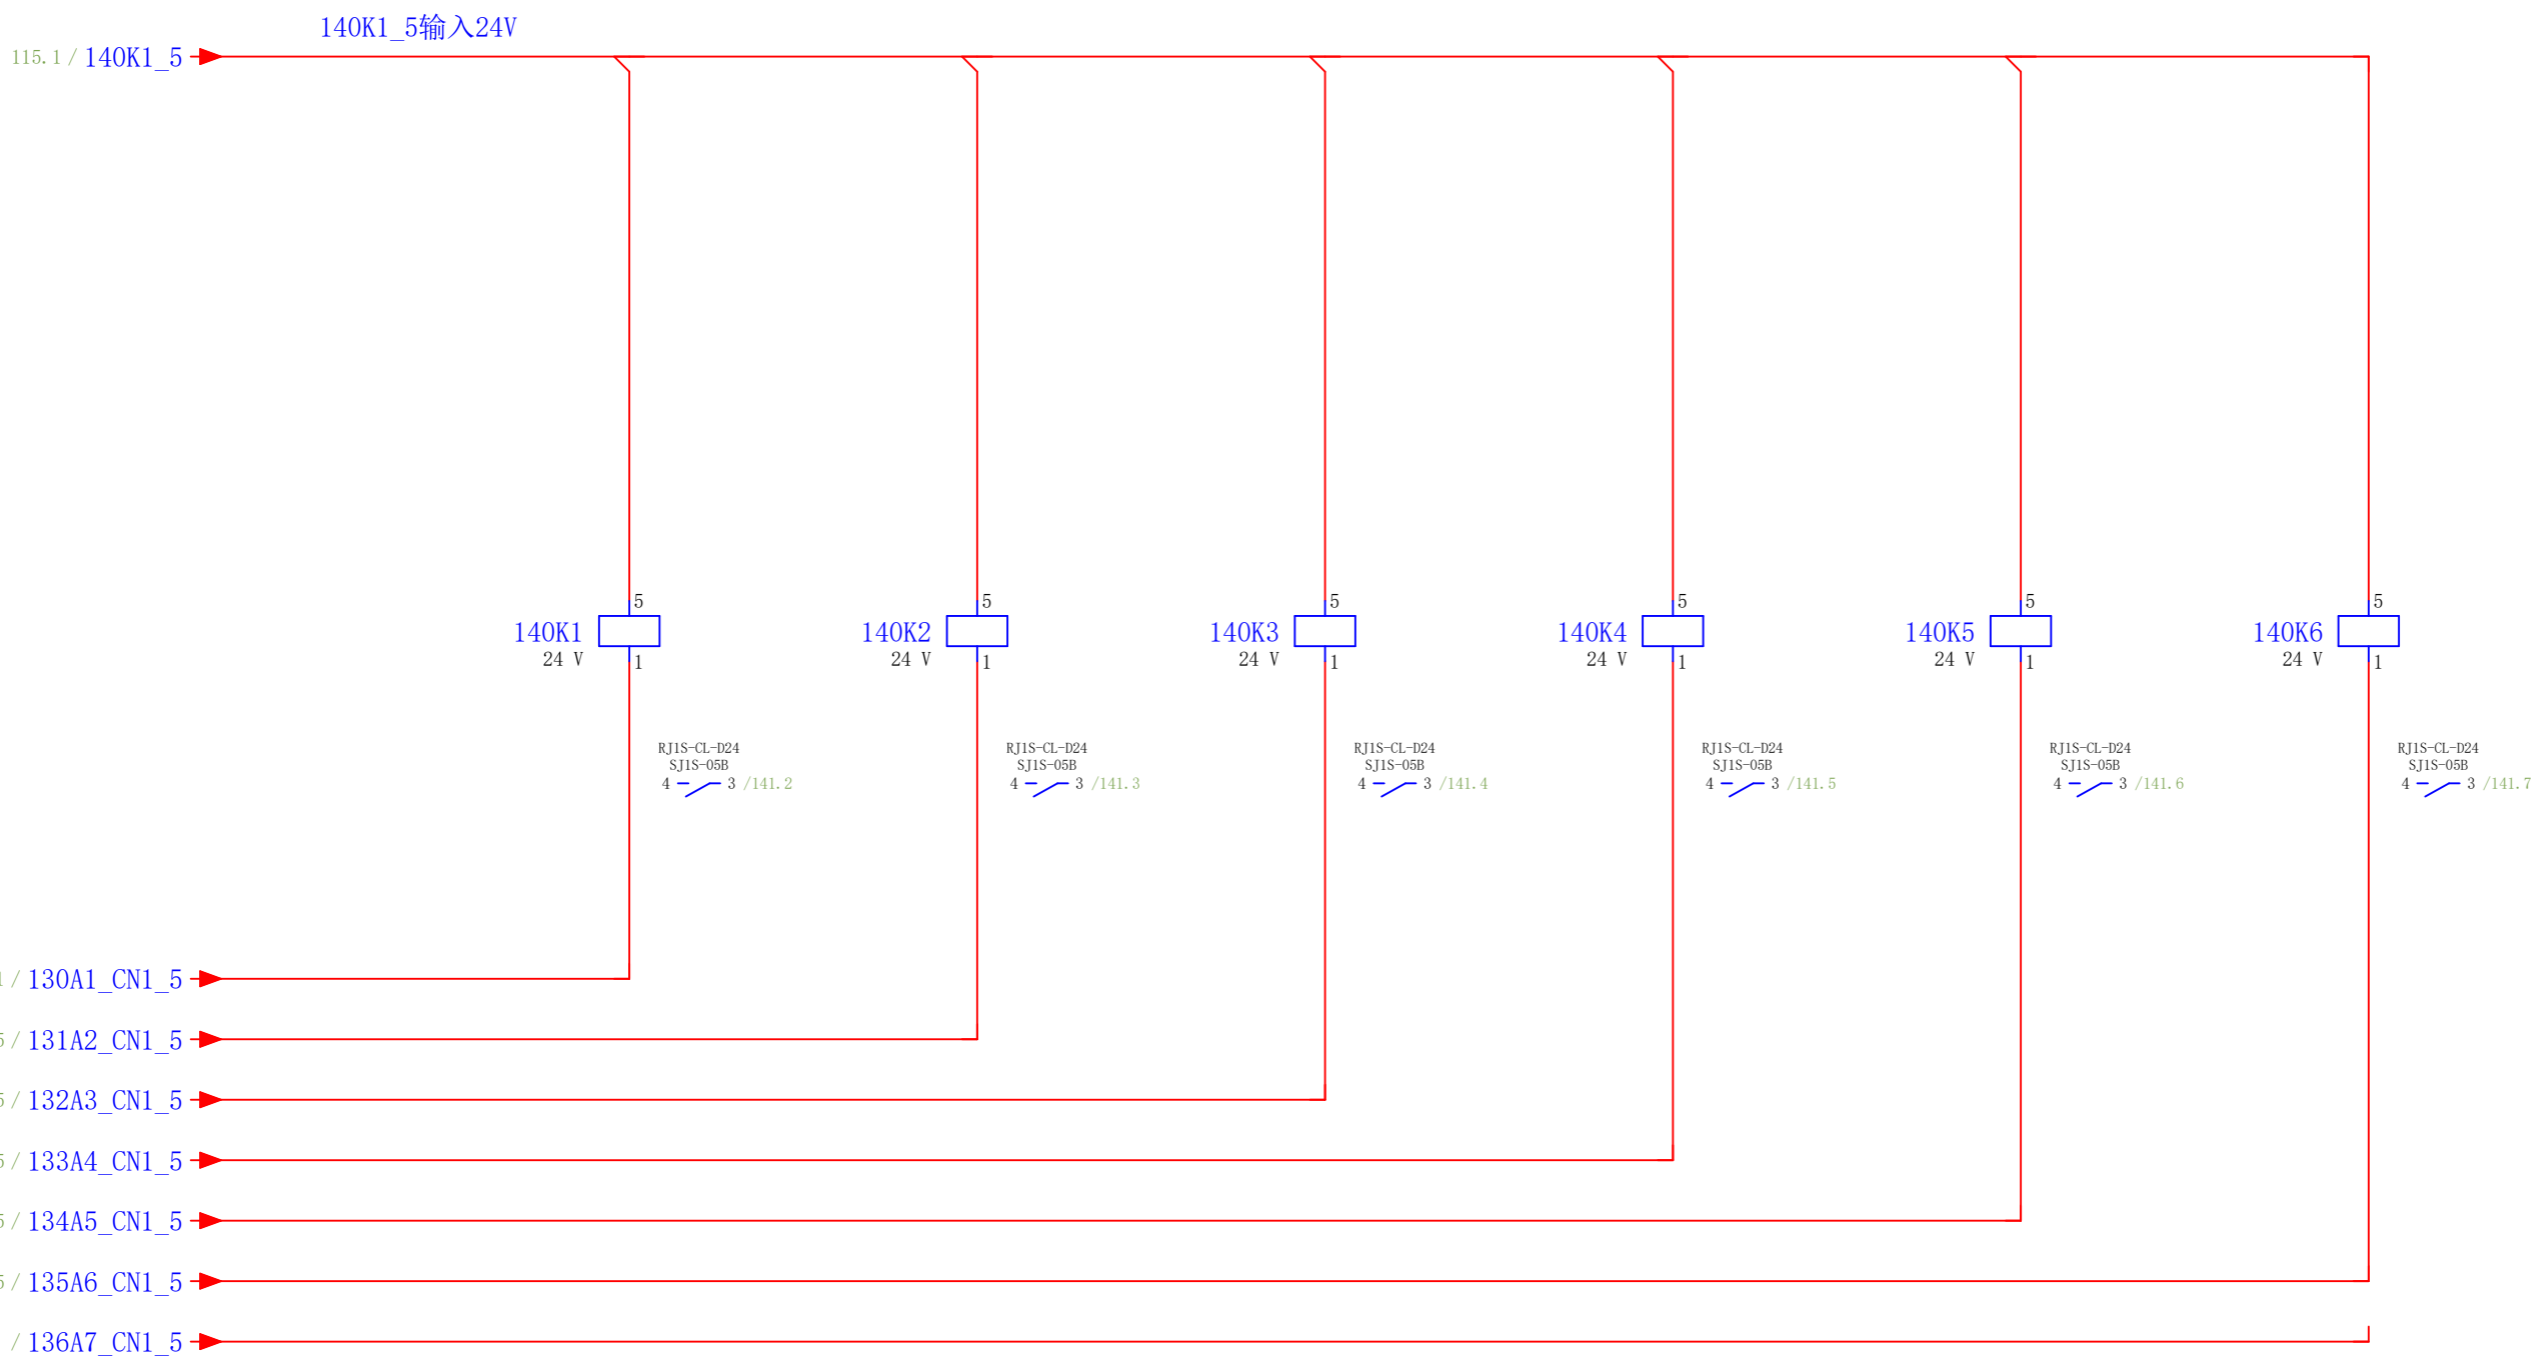 140K1_5输入24V
115.1 / 140K1_5
5 5 5 5 5 5
140K1 140K2 140K3 140K4 140K5 140K6
24 V 24 V 24 V 24 V 24 V 24 V
1 1 1 1 1 1
RJ1S-CL-D24 RJ1S-CL-D24 RJ1S-CL-D24 RJ1S-CL-D24 RJ1S-CL-D24 RJ1S-CL-D24
SJ1S-05B SJ1S-05B SJ1S-05B SJ1S-05B SJ1S-05B SJ1S-05B
4 3 /141.2 4 3 /141.3 4 3 /141.4 4 3 /141.5 4 3 /141.6 4 3 /141.7
/ 130A1_CN1_5
/ 131A2_CN1_5
/ 132A3_CN1_5
/ 133A4_CN1_5
/ 134A5_CN1_5
/ 135A6_CN1_5
/ 136A7_CN1_5